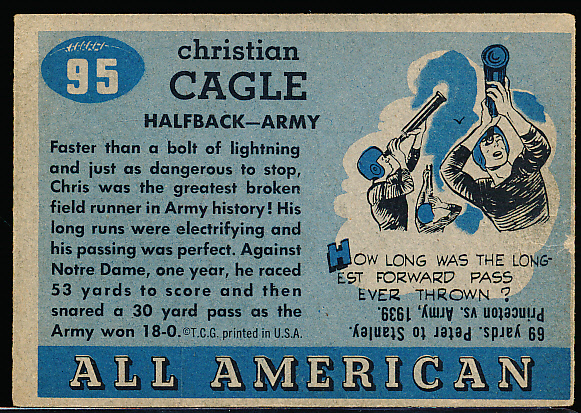 95
christian
CAGLE
HALFBACK—ARMY
Faster than a bolt of lightning
and just as dangerous to stop,
Chris was the greatest broken
field runner in Army history! His
long runs were electrifying and
his passing was perfect. Against
Notre Dame, one year, he raced
53 yards to score and then
snared a 30 yard pass as the
Army won 18-0. ©T.C.G. printed in U.S.A.
HOW LONG WAS THE LONG-
EST FORWARD PASS
EVER THROWN?
69 yards. Peter to Stanley.
Princeton vs. Army, 1939.
ALL AMERICAN